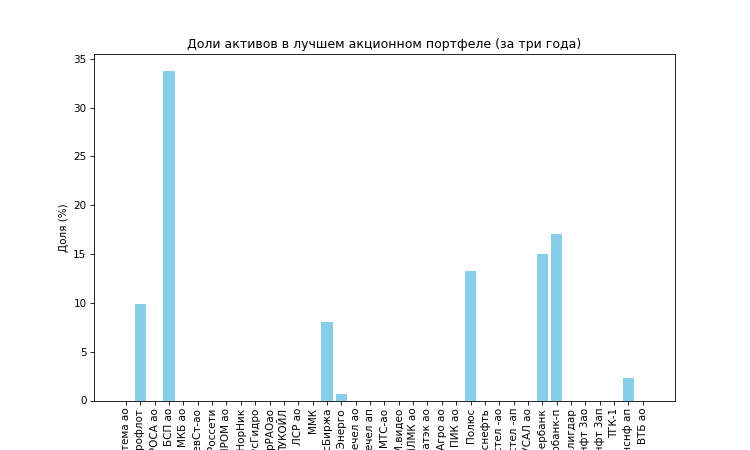 Доли активов в лучшем акционном портфеле (за три года)
Доля (%)
35
30
25
20
15
10
5
0
тема ао
рофлот
РОСА ао
БСП ао
МКБ ао
евСт-ао
Россети
ПРОМ ао
НорНик
сГидро
рРАОао
ЛУКОЙЛ
ЛСР ао
ММК
сБиржа
Энерго
ечел ао
ечел ап
МТС-ао
М.видео
ЛМК ао
атэк ао
Агро ао
ПИК ао
Полюс
снефть
стел -ао
стел -ап
УСАЛ ао
ербанк
рбанк-п
лигдар
нфт 3ао
нфт 3ап
ТГК-1
нснф ап
ВТБ ао